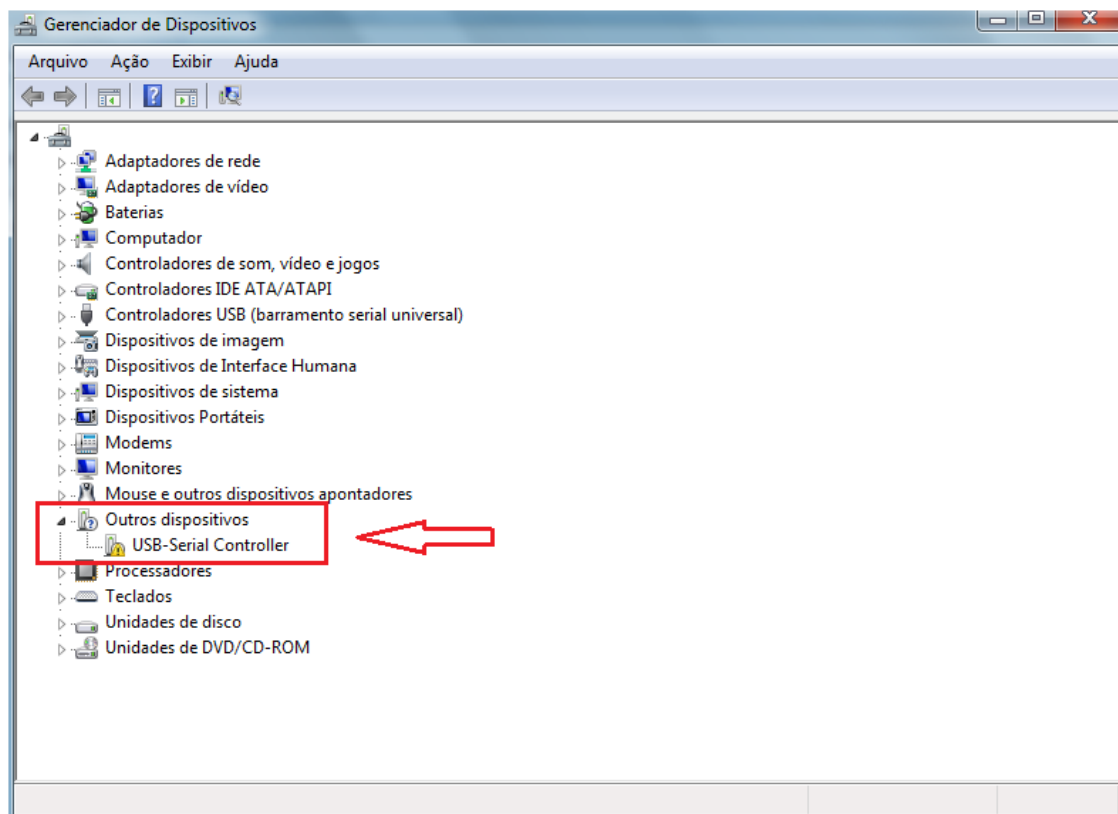 Gerenciador de Dispositivos
Arquivo Ação Exibir Ajuda
Adaptadores de rede
Adaptadores de vídeo
Baterias
Computador
Controladores de som, vídeo e jogos
Controladores IDE ATA/ATAPI
Controladores USB (barramento serial universal)
Dispositivos de imagem
Dispositivos de Interface Humana
Dispositivos de sistema
Dispositivos Portáteis
Modems
Monitores
Mouse e outros dispositivos apontadores
Outros dispositivos
USB-Serial Controller
Processadores
Teclados
Unidades de disco
Unidades de DVD/CD-ROM